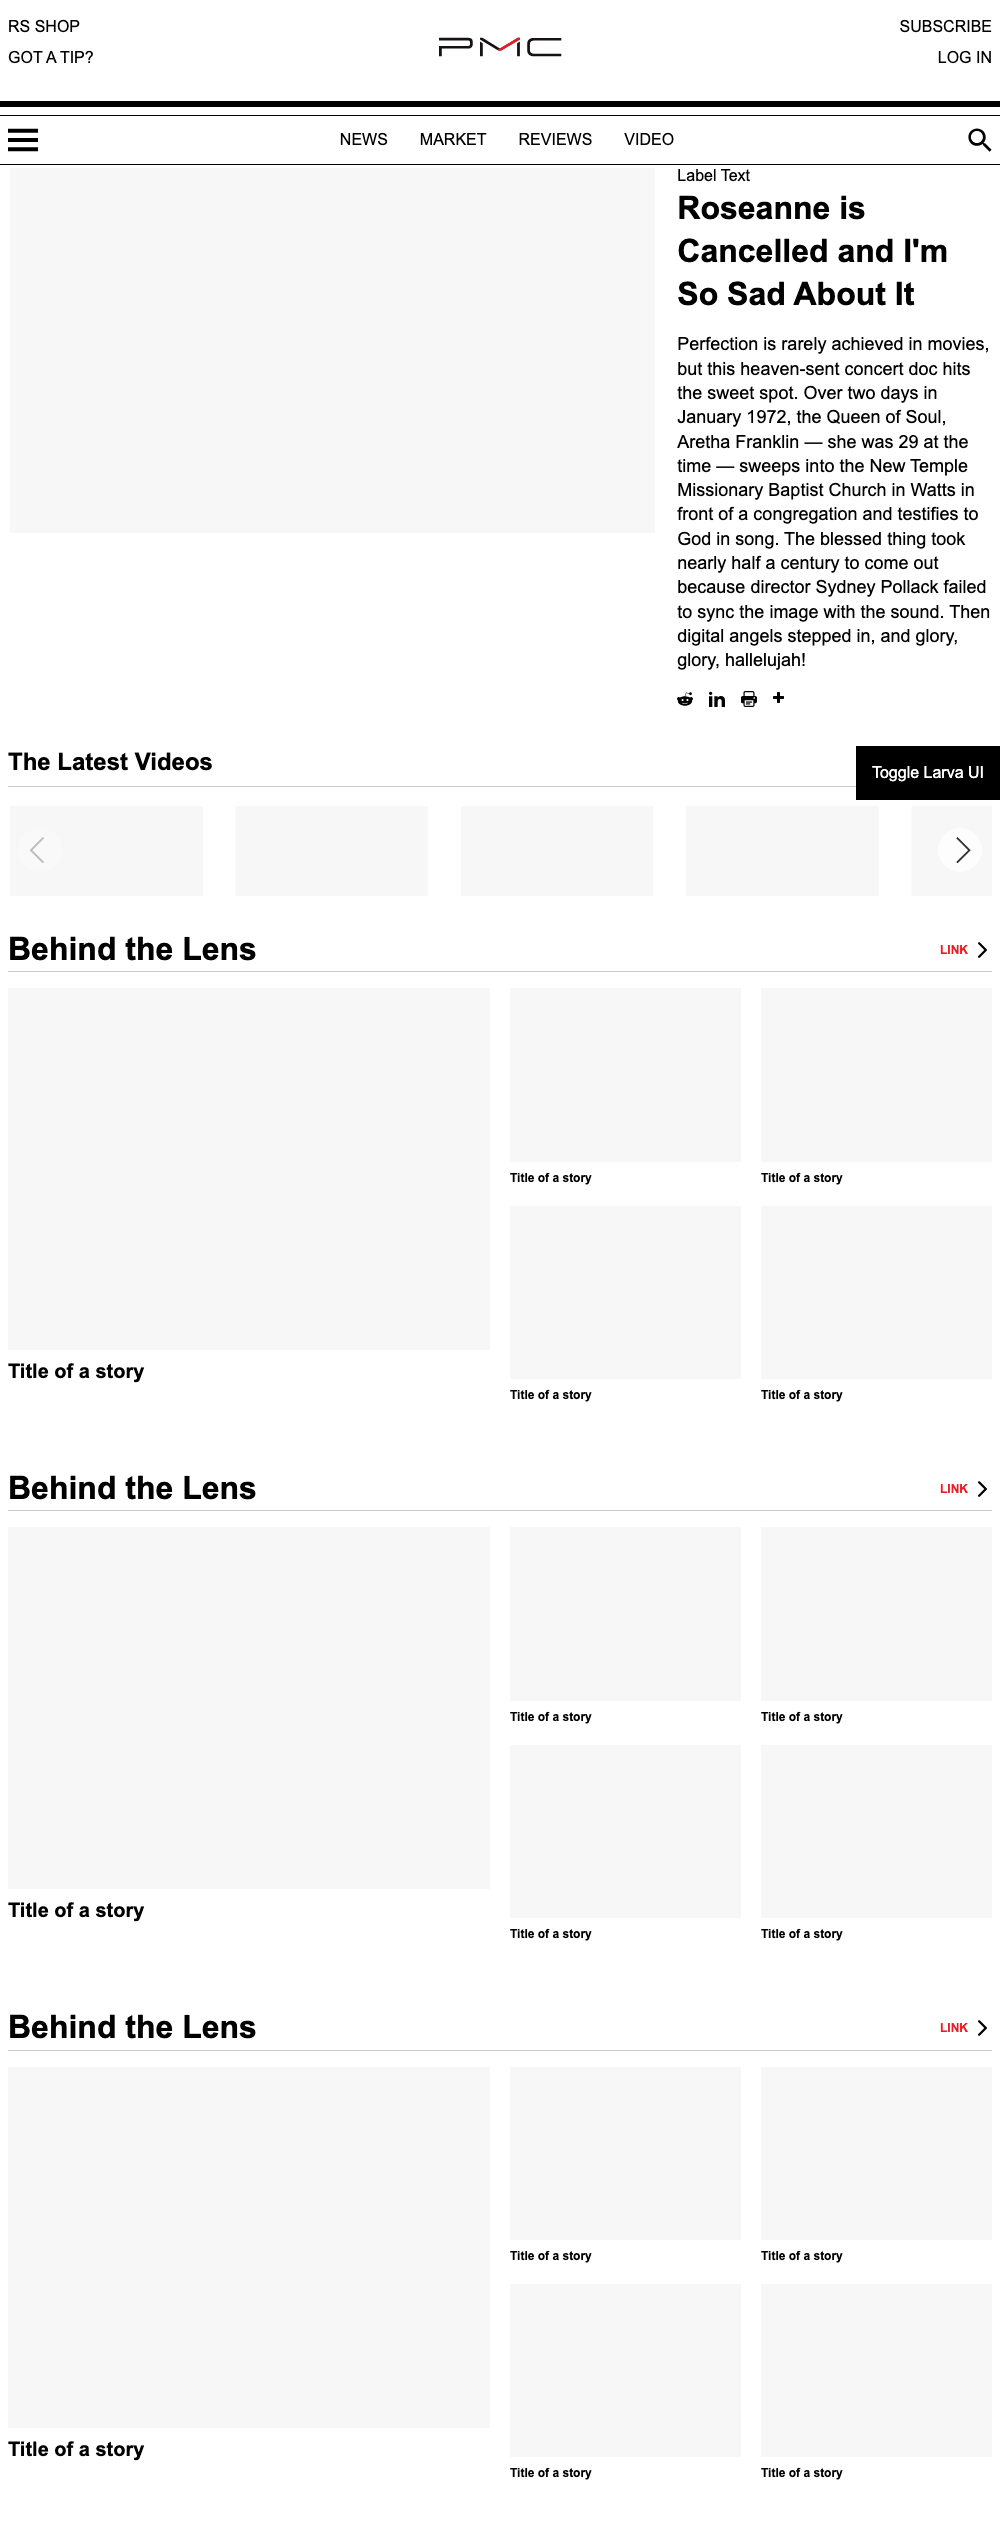 RS SHOP
GOT A TIP?
PMC
SUBSCRIBE
LOG IN
NEWS MARKET REVIEWS VIDEO
Label Text
Roseanne is
Cancelled and I'm
So Sad About It
Perfection is rarely achieved in movies,
but this heaven-sent concert doc hits
the sweet spot. Over two days in
January 1972, the Queen of Soul,
Aretha Franklin — she was 29 at the
time — sweeps into the New Temple
Missionary Baptist Church in Watts in
front of a congregation and testifies to
God in song. The blessed thing took
nearly half a century to come out
because director Sydney Pollack failed
to sync the image with the sound. Then
digital angels stepped in, and glory,
glory, hallelujah!
in
The Latest Videos
Toggle Larva UI
Behind the Lens
LINK
Title of a story
Title of a story
Title of a story
Title of a story
Title of a story
Behind the Lens
LINK
Title of a story
Title of a story
Title of a story
Title of a story
Title of a story
Behind the Lens
LINK
Title of a story
Title of a story
Title of a story
Title of a story
Title of a story